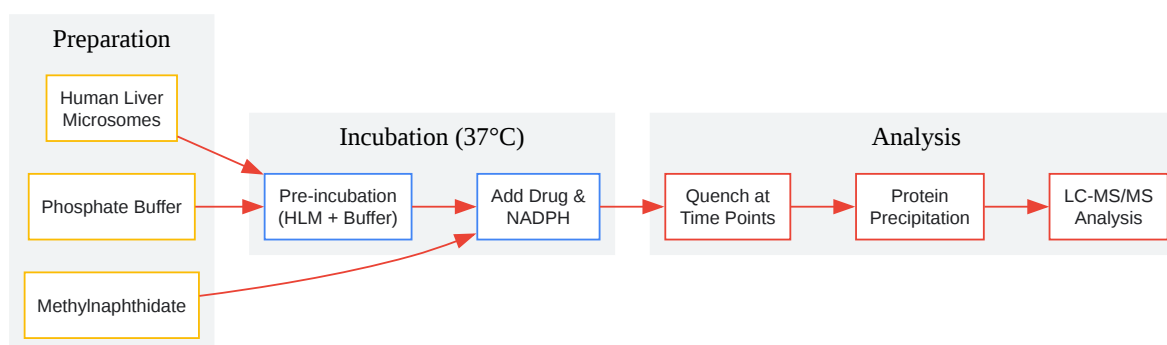 Preparation
Human Liver
Microsomes
Phosphate Buffer
Methylnaphthidate
Incubation (37°C)
Pre-incubation
(HLM + Buffer)
Add Drug &
NADPH
Analysis
Quench at
Time Points
Protein
Precipitation
LC-MS/MS
Analysis